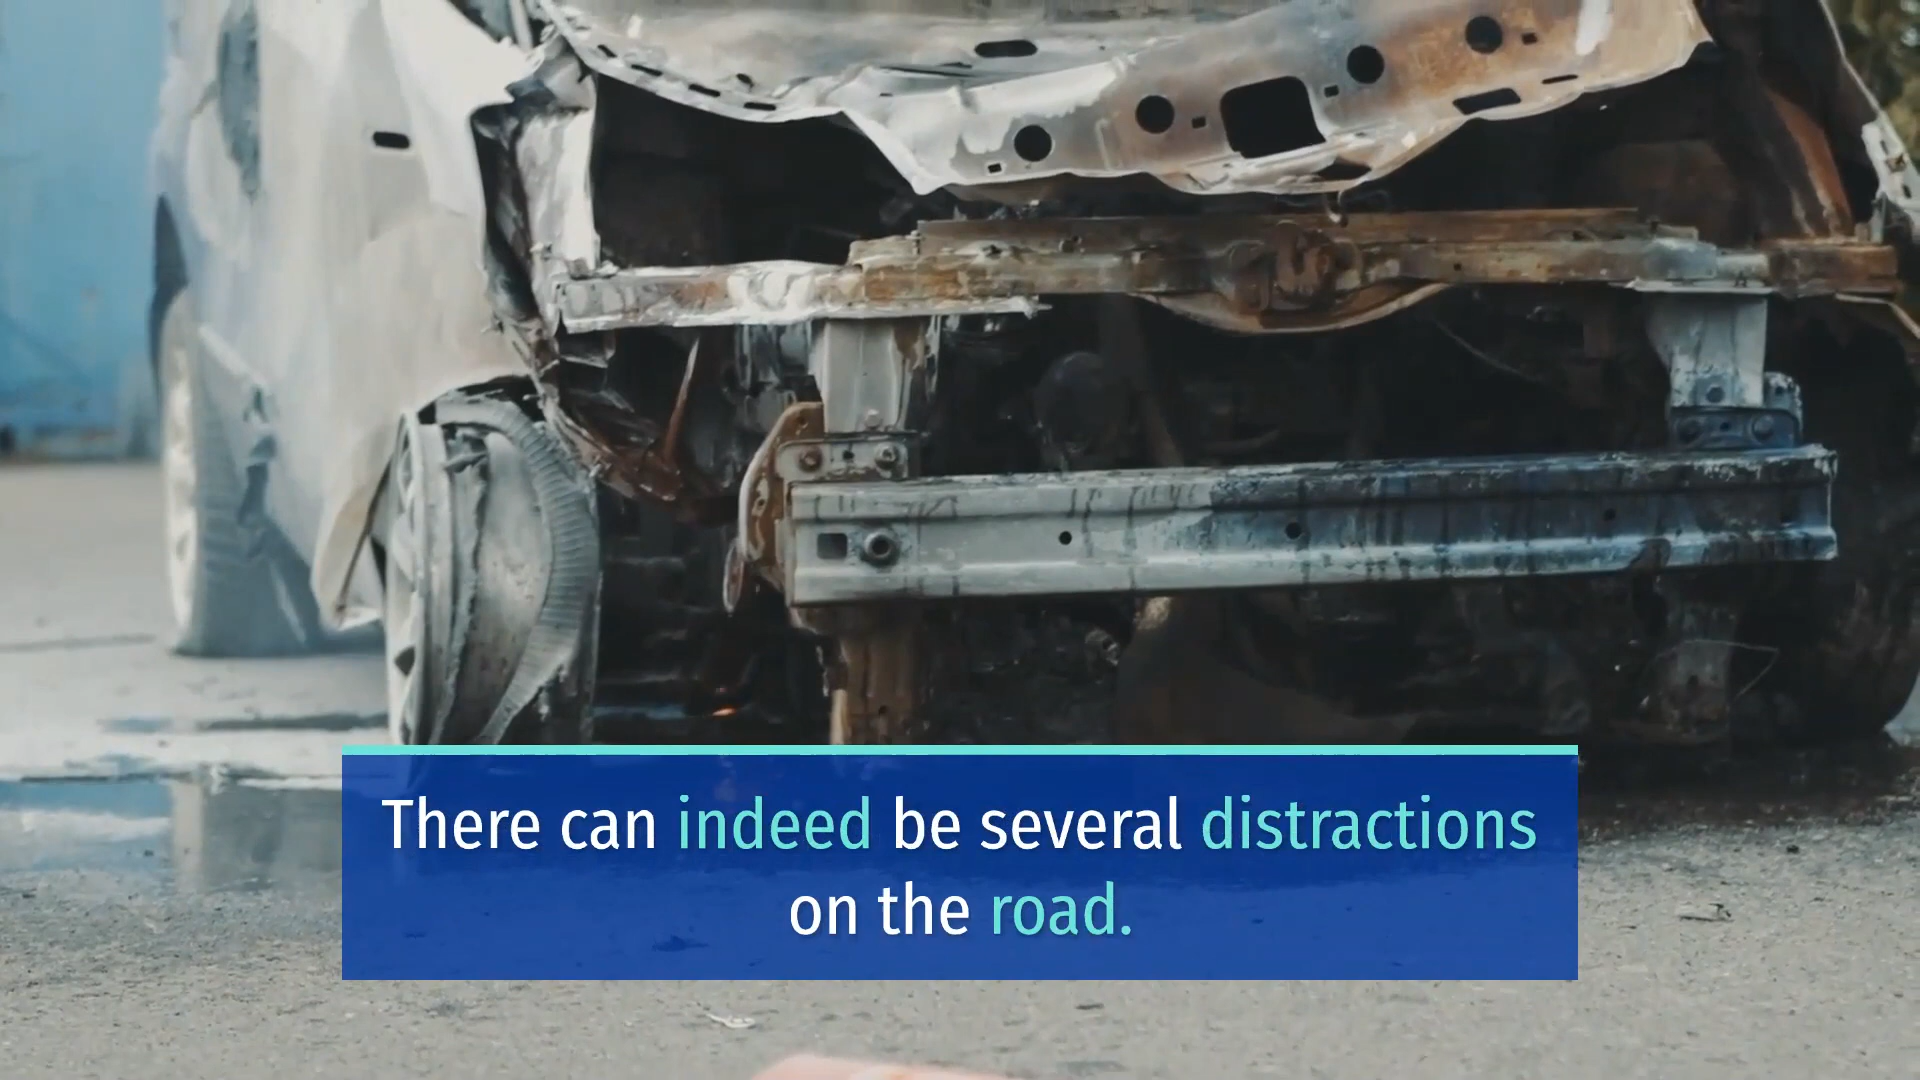 There can indeed be several distractions
on the road.